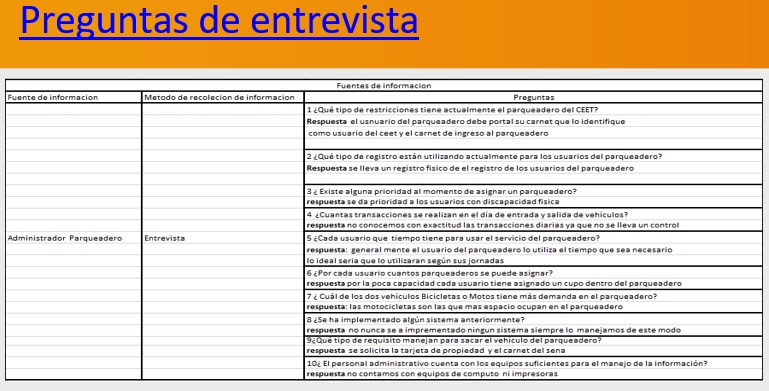 Preguntas de entrevista
Fuentes de informacion
Fuente de informacion Metodo de recolecion de informacion Preguntas
1 ¿Qué tipo de restricciones tiene actualmente el parqueadero del CEET?
Respuesta el usnuario del parqueadero debe portal su carnet que lo identifique
como usuario del ceet y el carnet de ingreso al parqueadero
2 ¿Qué tipo de registro están utilizando actualmente para los usuarios del parqueadero?
Respuesta se lleva un registro fisico de el registro de los usuarios del parqueadero
3 ¿ Existe alguna prioridad al momento de asignar un parqueadero?
respuesta se da prioridad a los usuarios con discapacidad fisica
4 ¿Cuantas transacciones se realizan en el día de entrada y salida de vehículos?
respuesta no conocemos con exactitud las transacciones diarias ya que no se lleva un control
Administrador Parqueadero Entrevista 5 ¿Cada usuario que tiempo tiene para usar el servicio del parqueadero?
respuesta: general mente el usuario del parqueadero lo utiliza el tiempo que sea necesario
lo ideal seria que lo utilizaran según sus jornadas
6 ¿Por cada usuario cuantos parqueaderos se puede asignar?
respuesta por la poca capacidad cada usuario tiene asignado un cupo dentro del parqueadero
7 ¿ Cuál de los dos vehículos Bicicletas o Motos tiene más demanda en el parqueadero?
respuesta: las motocicletas son las que mas espacio ocupan en el parqueadero
8 ¿Se ha implementado algún sistema anteriormente?
respuesta no nunca se a imprementado ningun sistema siempre lo manejamos de este modo
9¿Qué tipo de requisito manejan para sacar el vehiculo del parqueadero?
respuesta se solicita la tarjeta de propiedad y el carnet del sena
10¿ El personal administrativo cuenta con los equipos suficientes para el manejo de la información?
respuesta no contamos con equipos de computo ni impresoras